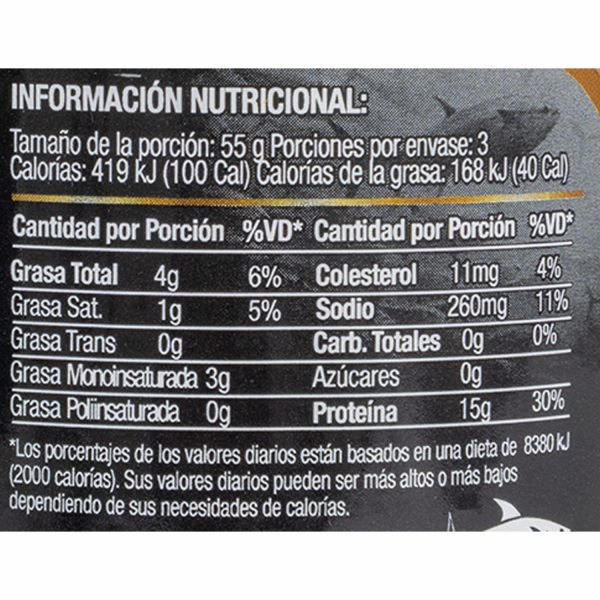 INFORMACIÓN NUTRICIONAL:
Tamaño de la porción: 55 g Porciones por envase: 3
Calorías: 419 kJ (100 Cal) Calorías de la grasa: 168 kJ (40 Cal)
Cantidad por Porción %VD* Cantidad por Porción %VD*
Grasa Total 4g 6% Colesterol 11mg 4%
Grasa Sat. 1g 5% Sodio 260mg 11%
Grasa Trans 0g Carb. Totales 0g 0%
Grasa Monoinsaturada 3g Azúcares 0g
Grasa Poliinsaturada 0g Proteína 15g 30%
*Los porcentajes de los valores diarios están basados en una dieta de 8380 kJ
(2000 calorías). Sus valores diarios pueden ser más altos o más bajos
dependiendo de sus necesidades de calorías.